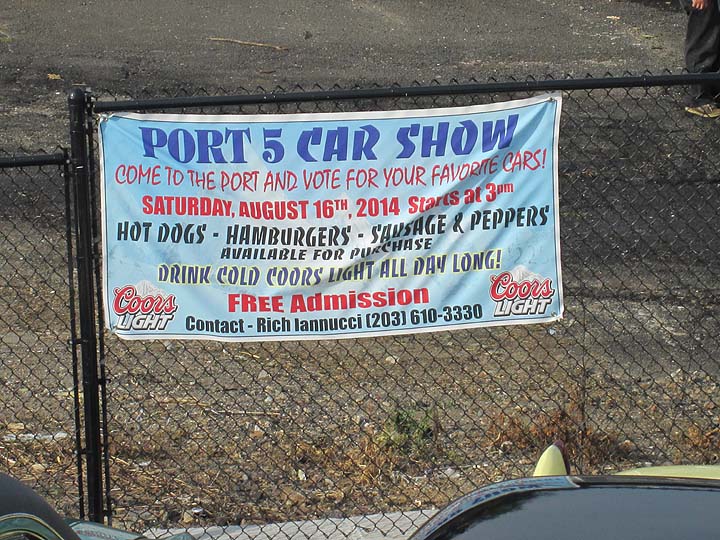 PORT 5 CAR SHOW
COME TO THE PORT AND VOTE FOR YOUR FAVORITE CARS!
SATURDAY, AUGUST 16TH, 2014 Starts at 3pm
HOT DOGS - HAMBURGERS - SAUSAGE & PEPPERS
AVAILABLE FOR PURCHASE
DRINK COLD COORS LIGHT ALL DAY LONG!
FREE Admission
Contact - Rich Iannucci (203) 610-3330
Coors
LIGHT
Coors
LIGHT